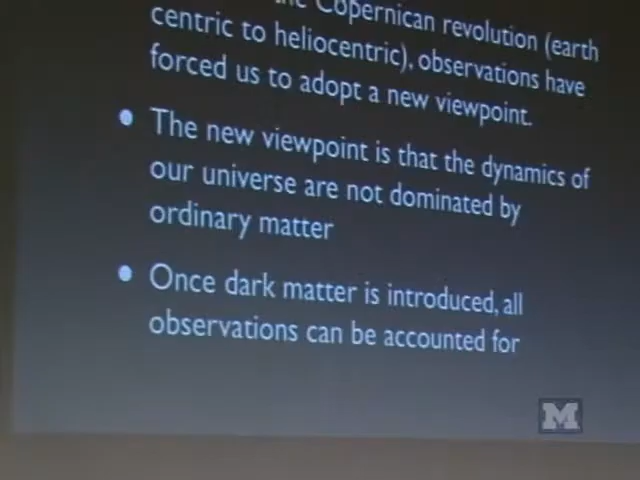 Copernican revolution (earth
centric to heliocentric), observations have
forced us to adopt a new viewpoint.
• The new viewpoint is that the dynamics of
our universe are not dominated by
ordinary matter
• Once dark matter is introduced, all
observations can be accounted for
M